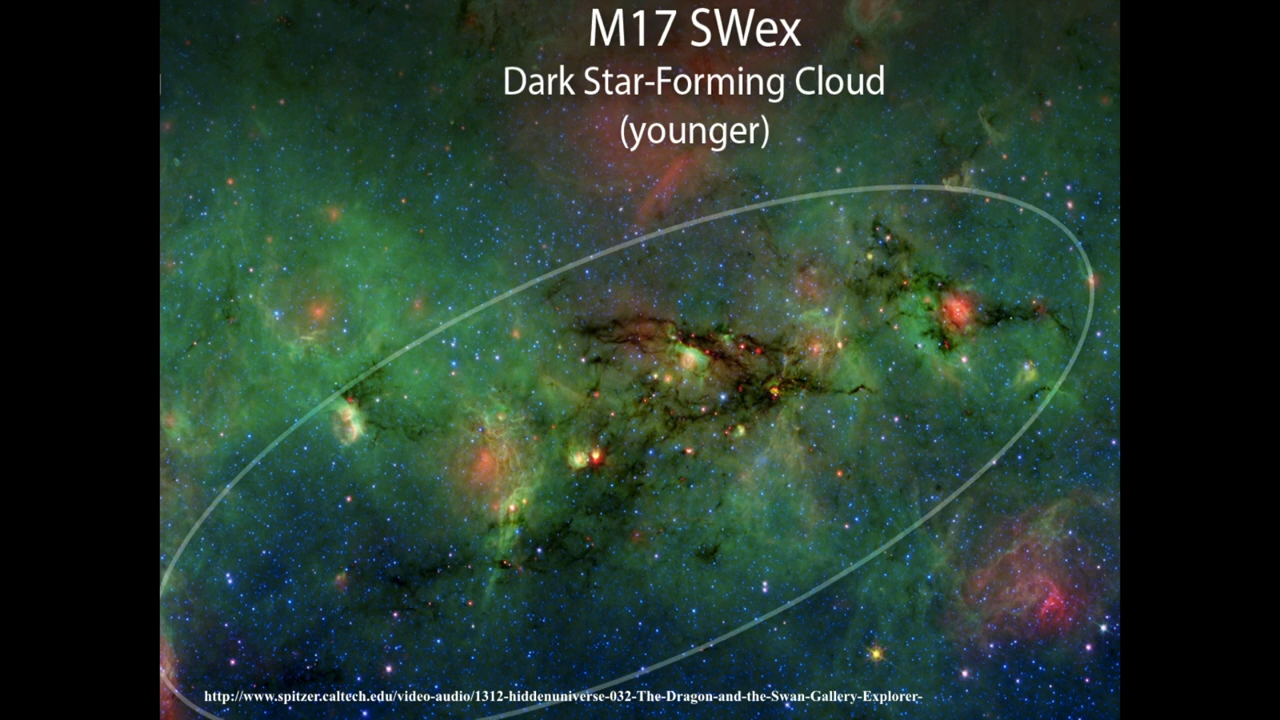 M17 SWex
Dark Star-Forming Cloud
(younger)
http://www.spitzer.caltech.edu/video-audio/1312-hiddenuniverse-032-The-Dragon-and-the-Swan-Gallery-Explorer-